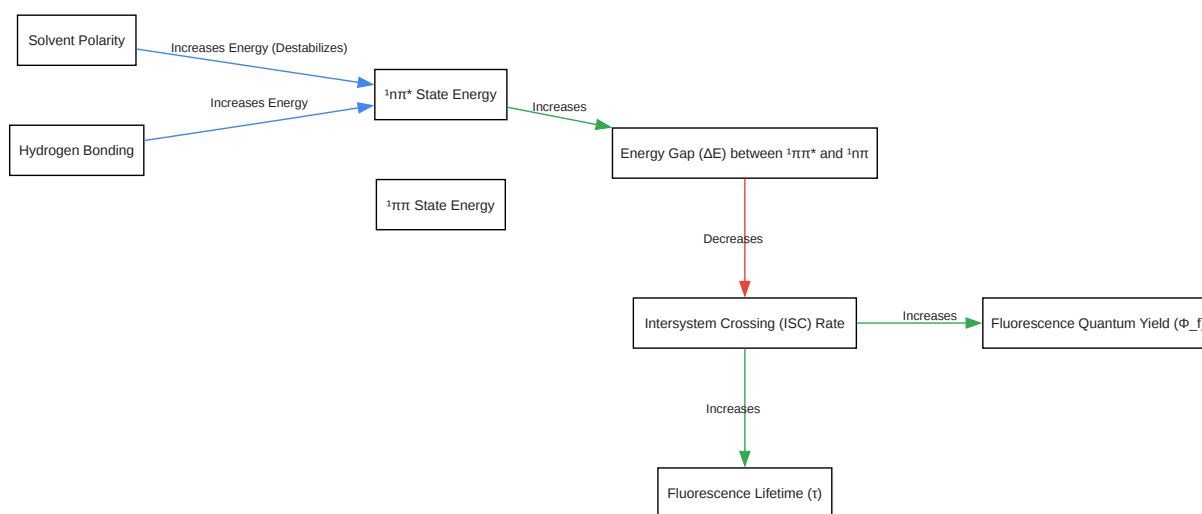 Solvent Polarity
Increases Energy (Destabilizes)
¹nπ* State Energy
Increases Energy
Increases
Hydrogen Bonding
Energy Gap (ΔE) between ¹ππ* and ¹nπ
¹ππ State Energy
Decreases
Intersystem Crossing (ISC) Rate
Increases
Fluorescence Quantum Yield (Φ_f)
Increases
Fluorescence Lifetime (τ)